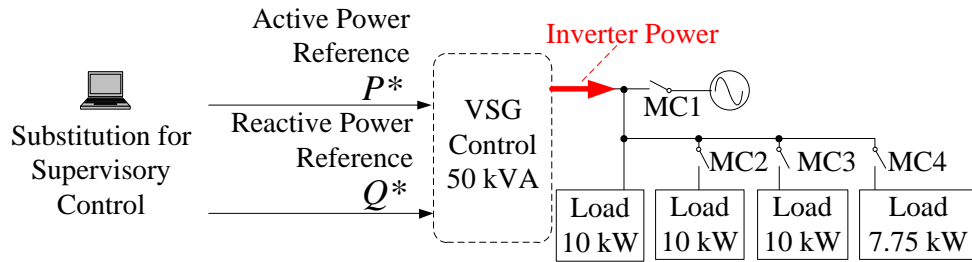 Active Power
Reference
P*
Reactive Power
Reference
Q*
Substitution for
Supervisory
Control
VSG
Control
50 kVA
Inverter Power
MC1
MC2
MC3
MC4
Load
10 kW
Load
10 kW
Load
10 kW
Load
7.75 kW